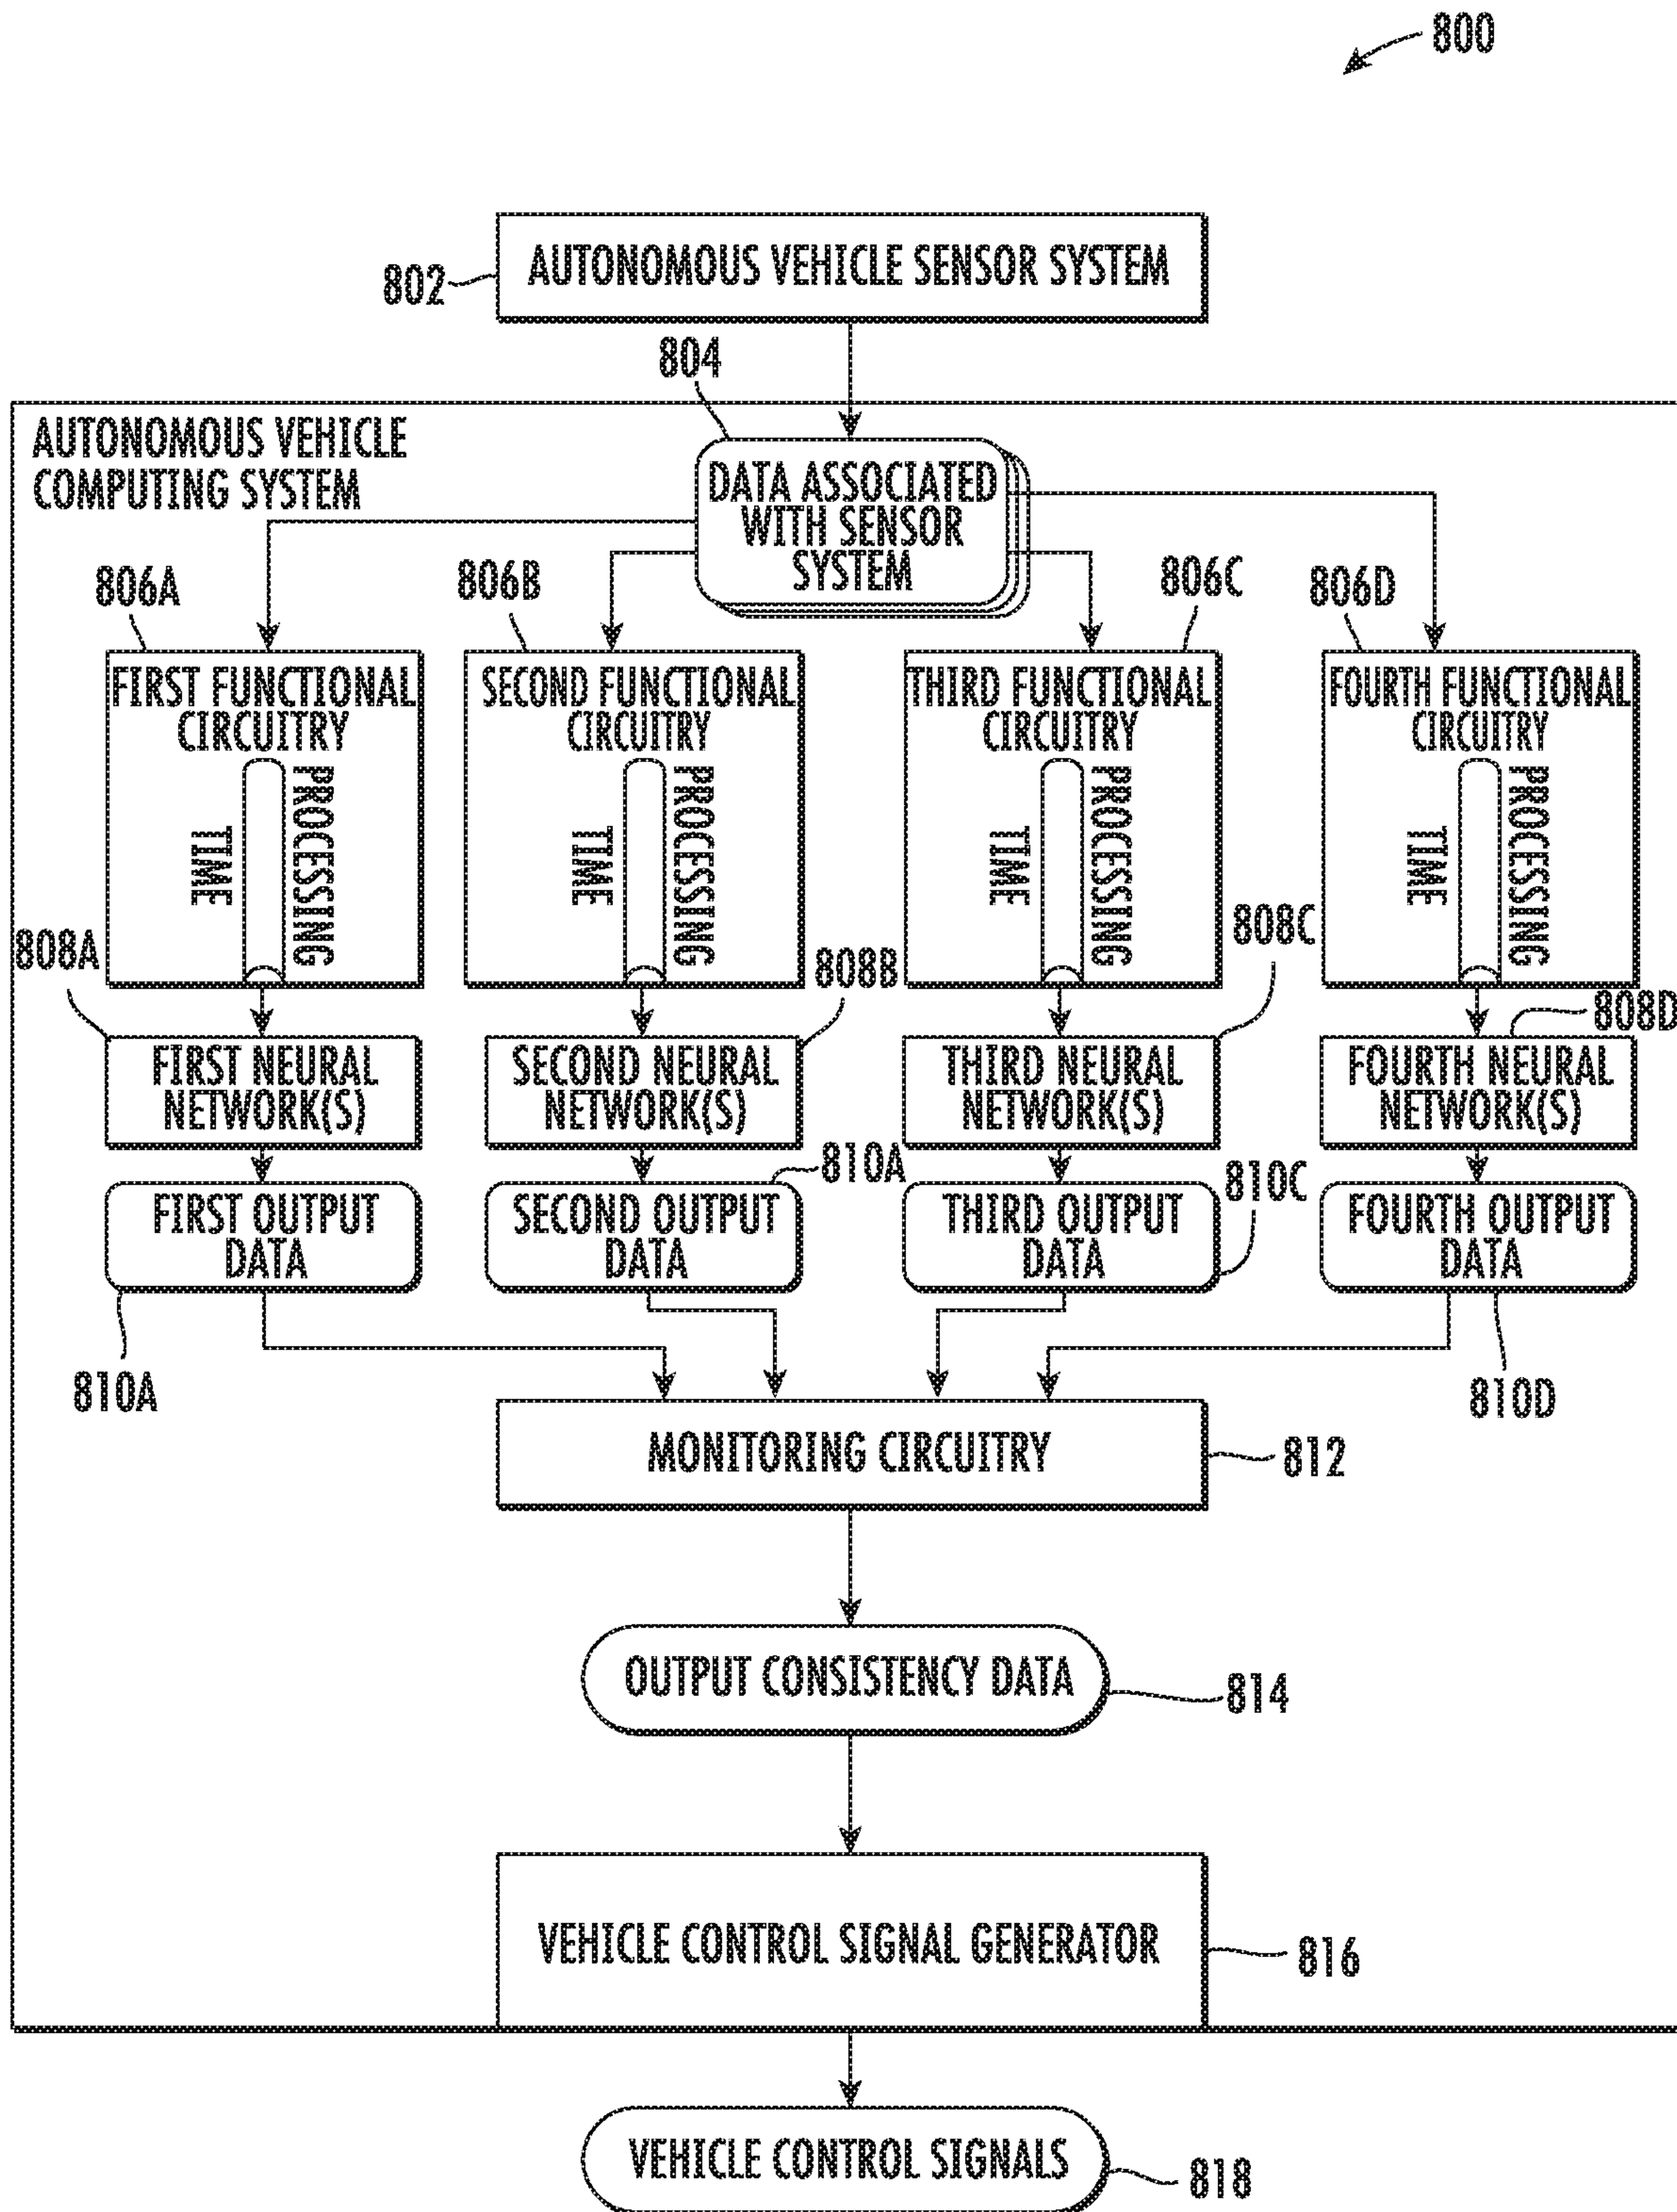 800
802
AUTONOMOUS VEHICLE SENSOR SYSTEM
804
AUTONOMOUS VEHICLE
COMPUTING SYSTEM
DATA ASSOCIATED
WITH SENSOR
SYSTEM
806A
806B
806C
806D
FIRST FUNCTIONAL
CIRCUITRY
PROCESSING
TIME
SECOND FUNCTIONAL
CIRCUITRY
PROCESSING
TIME
THIRD FUNCTIONAL
CIRCUITRY
PROCESSING
TIME
FOURTH FUNCTIONAL
CIRCUITRY
PROCESSING
TIME
808A
808B
808C
808D
FIRST NEURAL
NETWORK(S)
SECOND NEURAL
NETWORK(S)
THIRD NEURAL
NETWORK(S)
FOURTH NEURAL
NETWORK(S)
810A
810C
FIRST OUTPUT
DATA
SECOND OUTPUT
DATA
THIRD OUTPUT
DATA
FOURTH OUTPUT
DATA
810A
810D
MONITORING CIRCUITRY
812
OUTPUT CONSISTENCY DATA
814
VEHICLE CONTROL SIGNAL GENERATOR
816
VEHICLE CONTROL SIGNALS
818